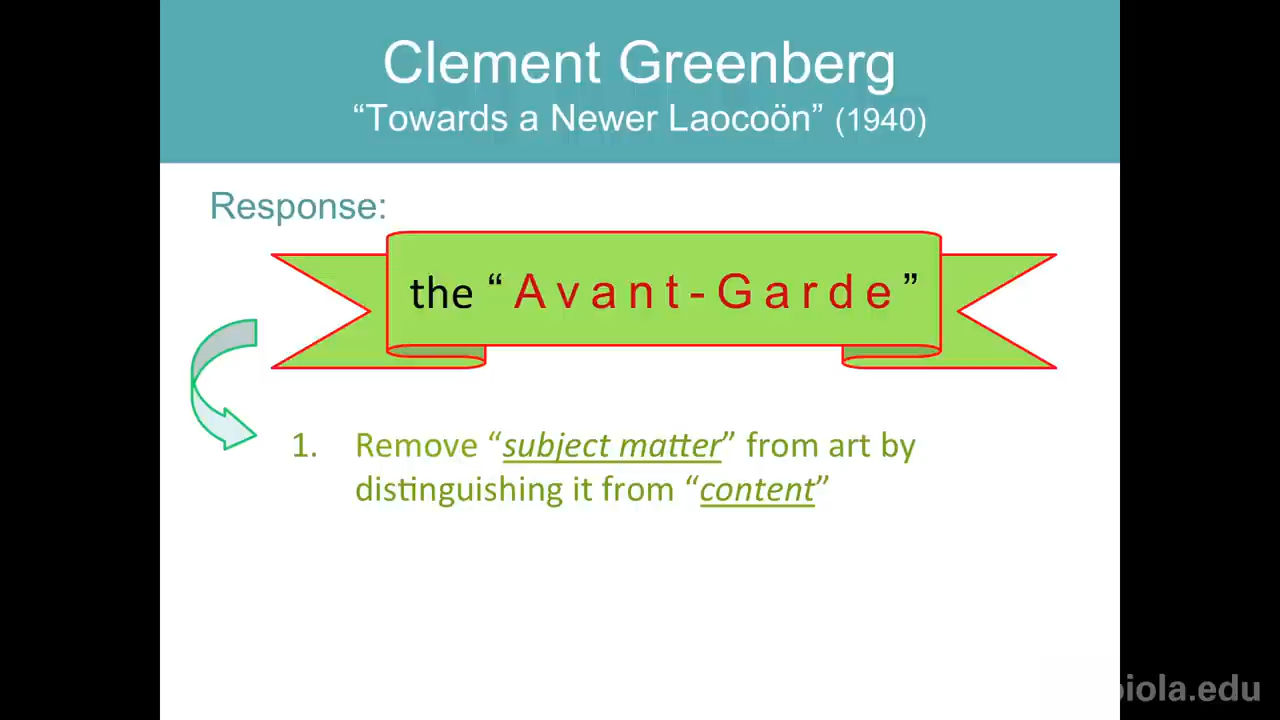 Clement Greenberg
“Towards a Newer Laocoön” (1940)
Response:
the “Avant-Garde”
1. Remove “subject matter” from art by
distinguishing it from “content”
biola.edu